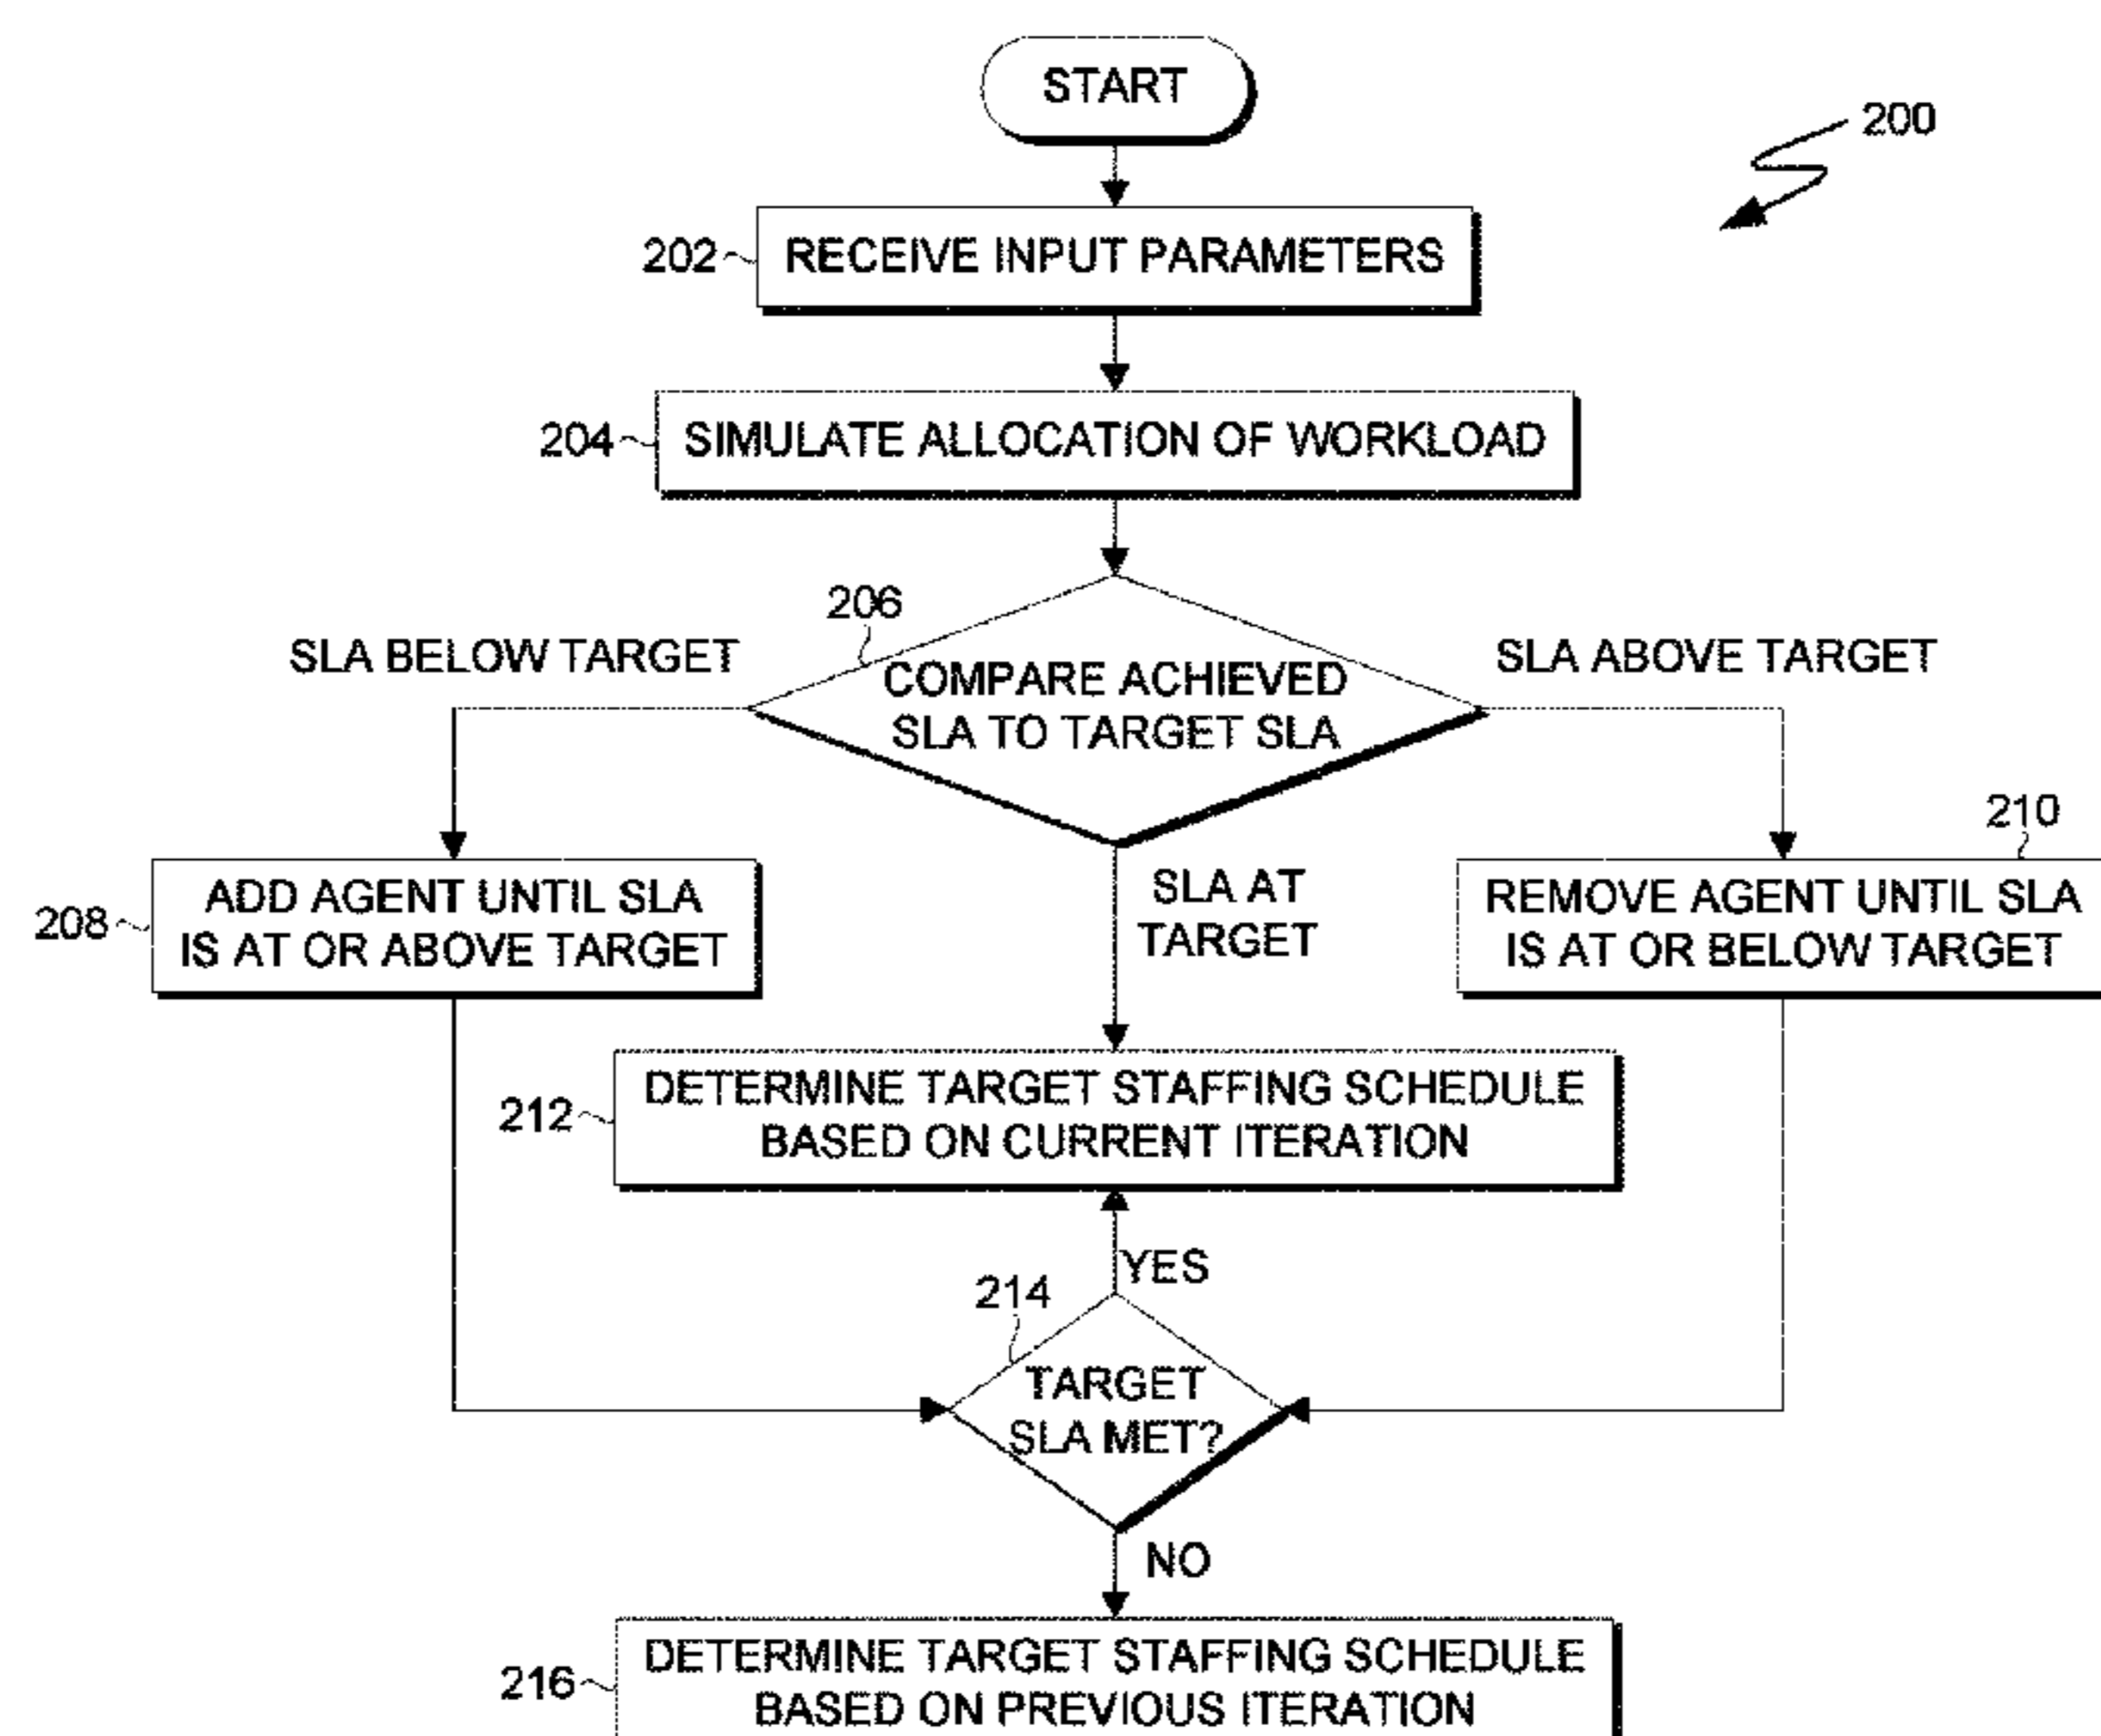 START
200
202
RECEIVE INPUT PARAMETERS
204
SIMULATE ALLOCATION OF WORKLOAD
206
SLA BELOW TARGET
COMPARE ACHIEVED
SLA TO TARGET SLA
SLA ABOVE TARGET
208
ADD AGENT UNTIL SLA
IS AT OR ABOVE TARGET
SLA AT
TARGET
210
REMOVE AGENT UNTIL SLA
IS AT OR BELOW TARGET
212
DETERMINE TARGET STAFFING SCHEDULE
BASED ON CURRENT ITERATION
YES
214
TARGET
SLA MET?
NO
216
DETERMINE TARGET STAFFING SCHEDULE
BASED ON PREVIOUS ITERATION